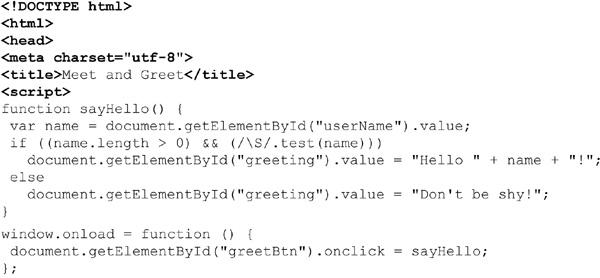 <!DOCTYPE html>
<html>
<head>
<meta charset="utf-8">
<title>Meet and Greet</title>
<script>
function sayHello() {
 var name = document.getElementById("userName").value;
 if ((name.length > 0) && (/\S/.test(name)))
   document.getElementById("greeting").value = "Hello " + name + "!";
 else
   document.getElementById("greeting").value = "Don't be shy!";
}
window.onload = function () {
 document.getElementById("greetBtn").onclick = sayHello;
};